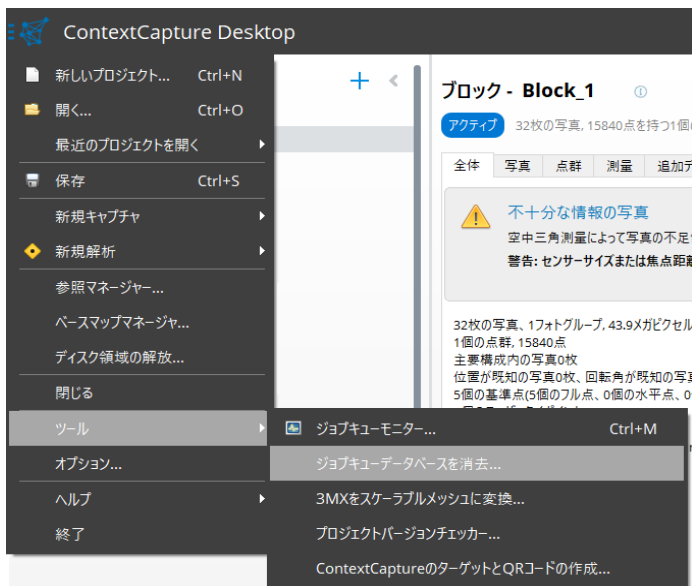 ContextCapture Desktop
新しいプロジェクト... Ctrl+N
開く... Ctrl+O
最近のプロジェクトを開く
保存 Ctrl+S
新規キャプチャ
新規解析
参照マネージャー...
ベースマップマネージャ...
ディスク領域の解放...
閉じる
ツール
オプション...
ヘルプ
終了
ジョブキューモニター... Ctrl+M
ジョブキューデータベースを消去...
3MXをスケーラブルメッシュに変換...
プロジェクトバージョンチェッカー...
ContextCaptureのターゲットとQRコードの作成...
ブロック - Block_1
アクティブ 32枚の写真, 15840点を持つ1個
全体 写真 点群 測量 追加
不十分な情報の写真
空中三角測量によって写真の不足
警告: センサーサイズまたは焦点距離
32枚の写真、1フォトグループ, 43.9メガピクセル
1個の点群, 15840点
主要構成内の写真0枚
位置が既知の写真0枚、回転角が既知の写真
5個の基準点(5個のフル点、0個の水平点、0